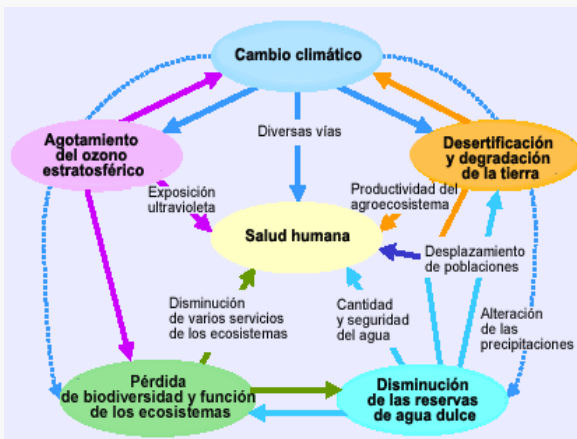 Cambio climático
Diversas vías
Agotamiento
del ozono
estratosférico
Desertificación
y degradación
de la tierra
Exposición
ultravioleta
Productividad del
agroecosistema
Salud humana
Desplazamiento
de poblaciones
Disminución
de varios servicios
de los ecosistemas
Cantidad
y seguridad
del agua
Alteración
de las
precipitaciones
Pérdida
de biodiversidad y función
de los ecosistemas
Disminución
de las reservas
de agua dulce